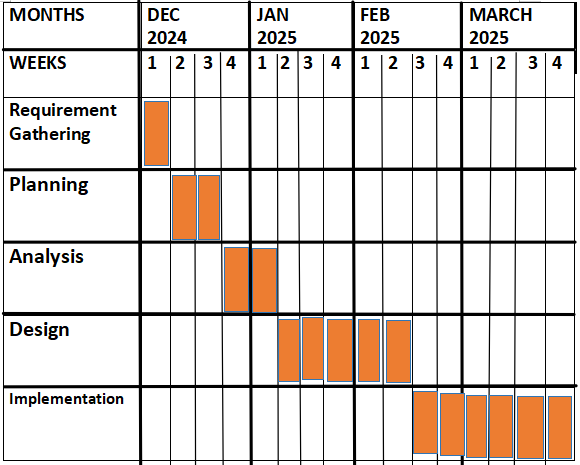 MONTHS DEC 2024 JAN 2025 FEB 2025 MARCH 2025
WEEKS 1 2 3 4 1 2 3 4 1 2 3 4 1 2 3 4
Requirement
Gathering
Planning
Analysis
Design
Implementation